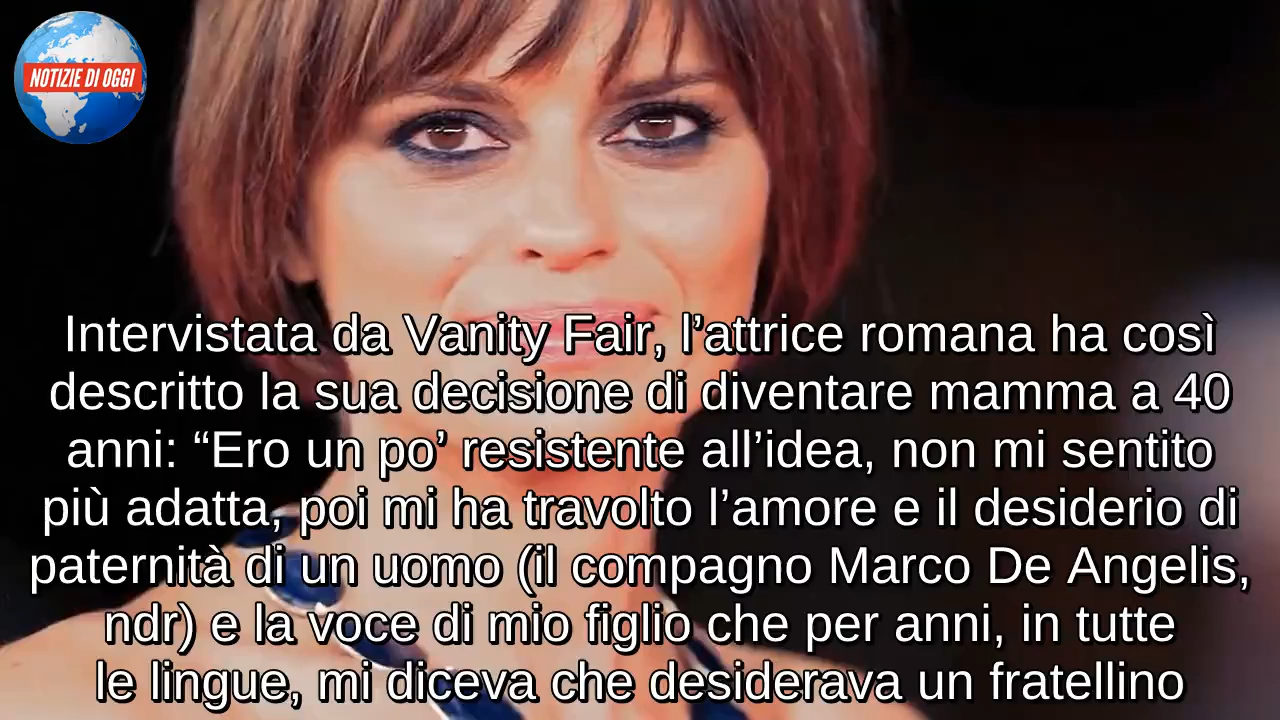 NOTIZIE DI OGGI
Intervistata da Vanity Fair, l’attrice romana ha così
descritto la sua decisione di diventare mamma a 40
anni: “Ero un po’ resistente all’idea, non mi sentito
più adatta, poi mi ha travolto l’amore e il desiderio di
paternità di un uomo (il compagno Marco De Angelis,
ndr) e la voce di mio figlio che per anni, in tutte
le lingue, mi diceva che desiderava un fratellino